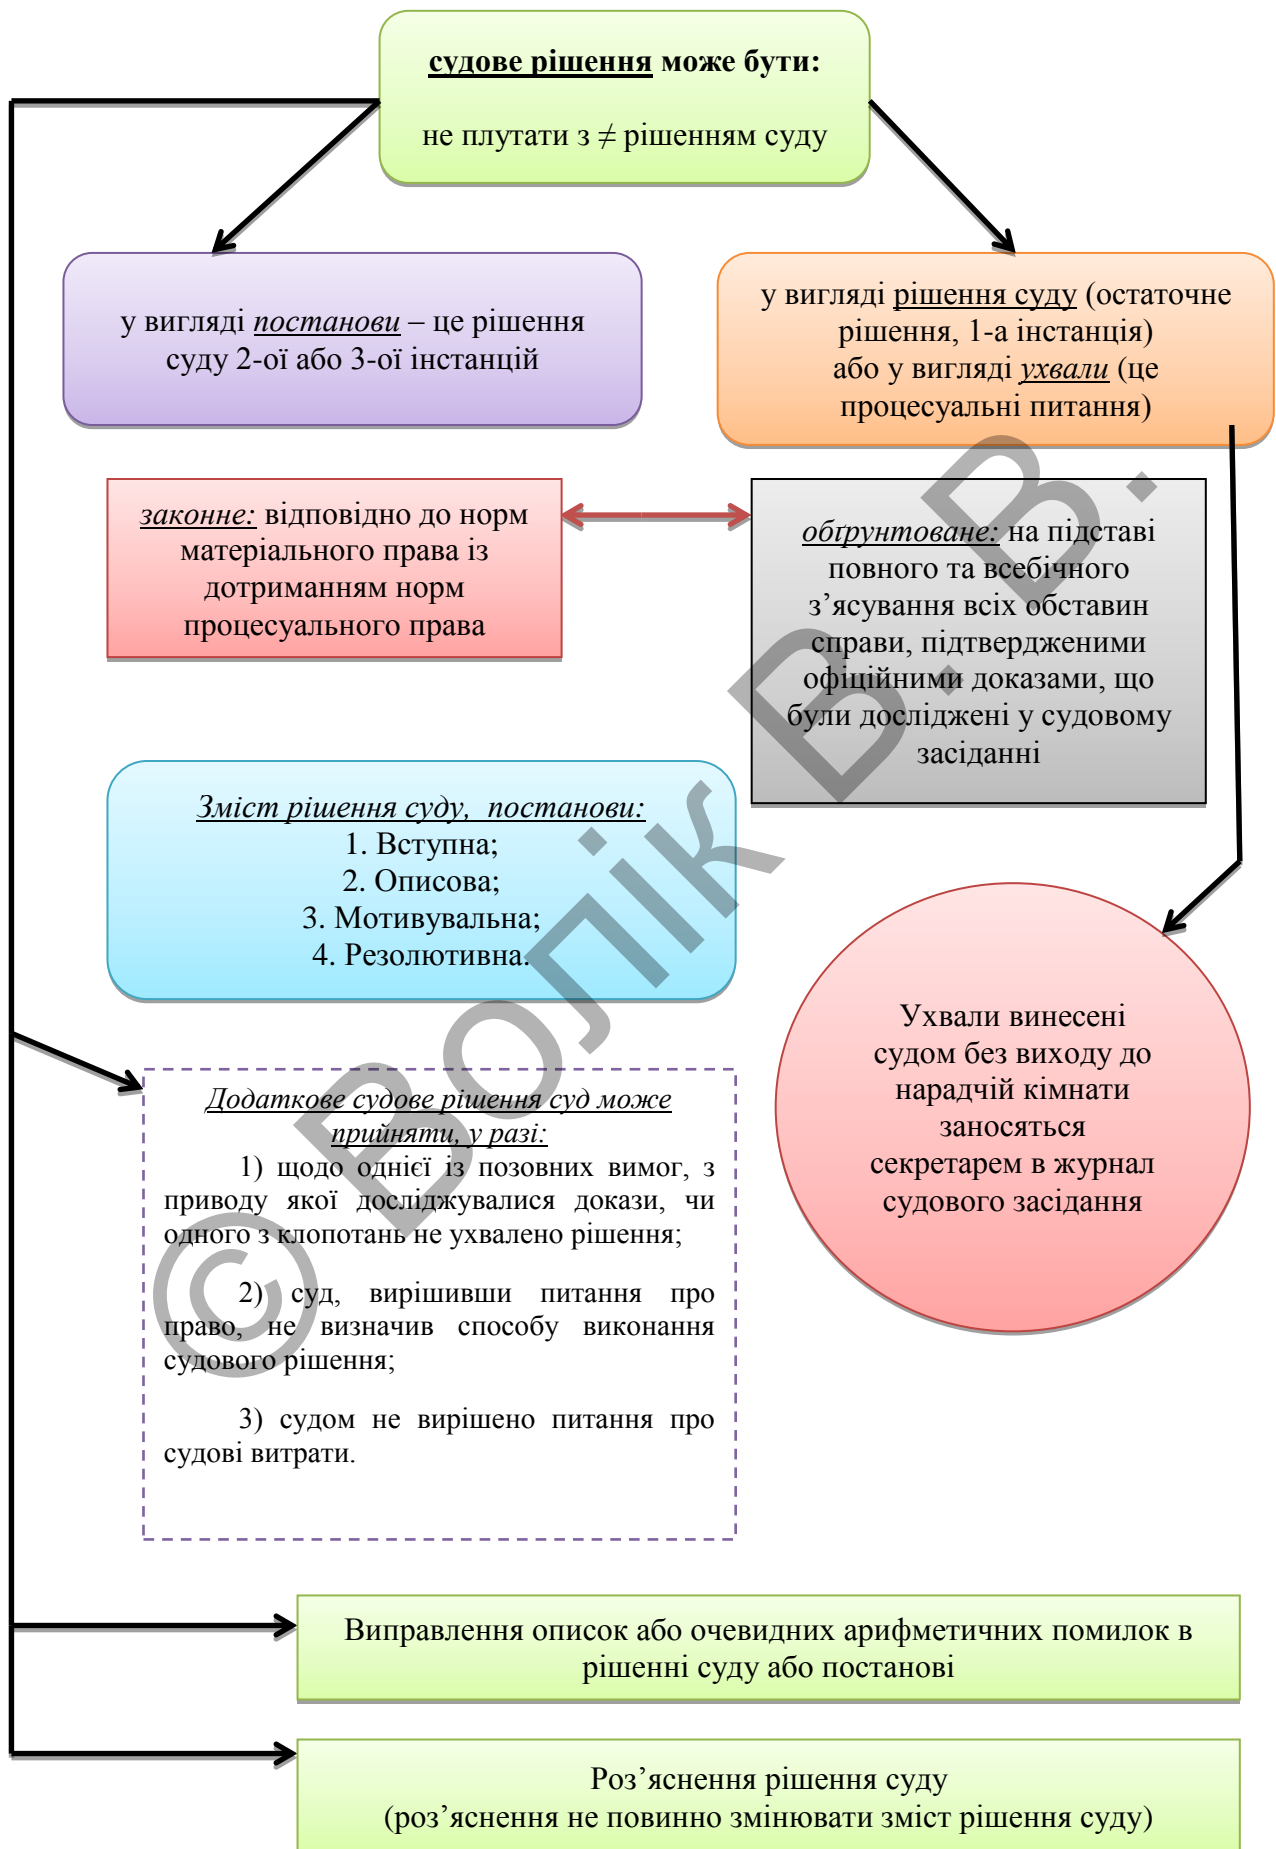 судове рішення може бути:
не плутати з ≠ рішенням суду
у вигляді постанови – це рішення
суду 2-ої або 3-ої інстанцій
у вигляді рішення суду (остаточне
рішення, 1-а інстанція)
або у вигляді ухвали (це
процесуальні питання)
законне: відповідно до норм
матеріального права із
дотриманням норм
процесуального права
обґрунтоване: на підставі
повного та всебічного
з’ясування всіх обставин
справи, підтвердженими
офіційними доказами, що
були досліджені у судовому
засіданні
Зміст рішення суду, постанови:
1. Вступна;
2. Описова;
3. Мотивувальна;
4. Резолютивна.
Ухвали винесені
судом без виходу до
нарадчій кімнати
заносяться
секретарем в журнал
судового засідання
Додаткове судове рішення суд може
прийняти, у разі:
1) щодо однієї із позовних вимог, з
приводу якої досліджувалися докази, чи
одного з клопотань не ухвалено рішення;
2) суд, вирішивши питання про
право, не визначив способу виконання
судового рішення;
3) судом не вирішено питання про
судові витрати.
Виправлення описок або очевидних арифметичних помилок в
рішенні суду або постанові
Роз’яснення рішення суду
(роз’яснення не повинно змінювати зміст рішення суду)
© Волік В. В.